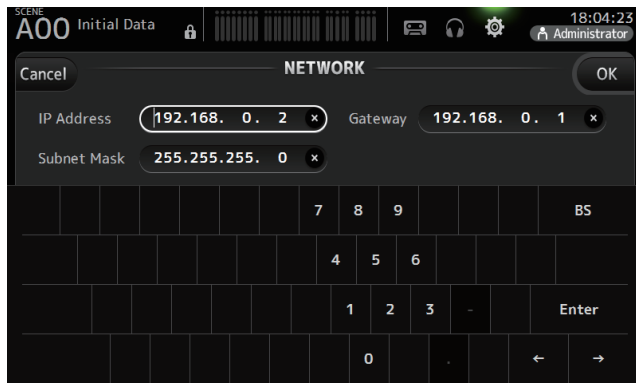 SCENE
A00 Initial Data
18:04:23
Administrator
Cancel
NETWORK
OK
IP Address 192.168. 0. 2 ×
Gateway 192.168. 0. 1 ×
Subnet Mask 255.255.255. 0 ×
7 8 9 BS
4 5 6
1 2 3 - Enter
0 . ← →